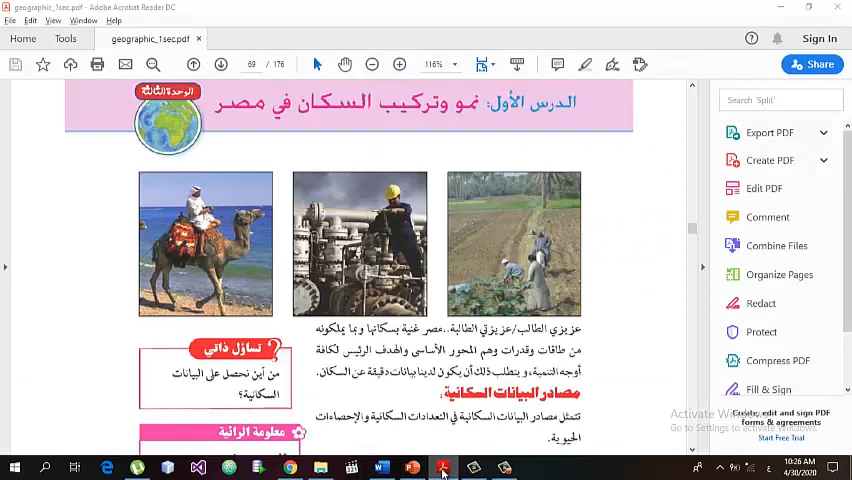 geographic_1sec.pdf - Adobe Acrobat Reader DC
File Edit View Window Help
Home Tools geographic_1sec.pdf × Sign In
69 / 176 116% Share
الوحدة الثالثة
الدرس الأول: نمو وتركيب السكان في مصر
عزيزي الطالب/عزيزتي الطالبة.. مصر غنية بسكانها وبما يملكونه
من طاقات وقدرات وهم المحور الأساسى والهدف الرئيس لكافة
أوجه التنمية، ويتطلب ذلك أن يكون لدينا بيانات دقيقة عن السكان.
مصادر البيانات السكانية:
تتمثل مصادر البيانات السكانية في التعدادات السكانية والإحصاءات
الحيوية.
تساؤل ذاتي ?
من أين نحصل على البيانات
السكانية؟
معلومة اثرائية
Search 'Split'
Export PDF
Create PDF
Edit PDF
Comment
Combine Files
Organize Pages
Redact
Protect
Compress PDF
Fill & Sign
Create, edit and sign PDF
forms & agreements
Start Free Trial
Activate Windows
Go to Settings to activate Windows.
10:26 AM
4/30/2020